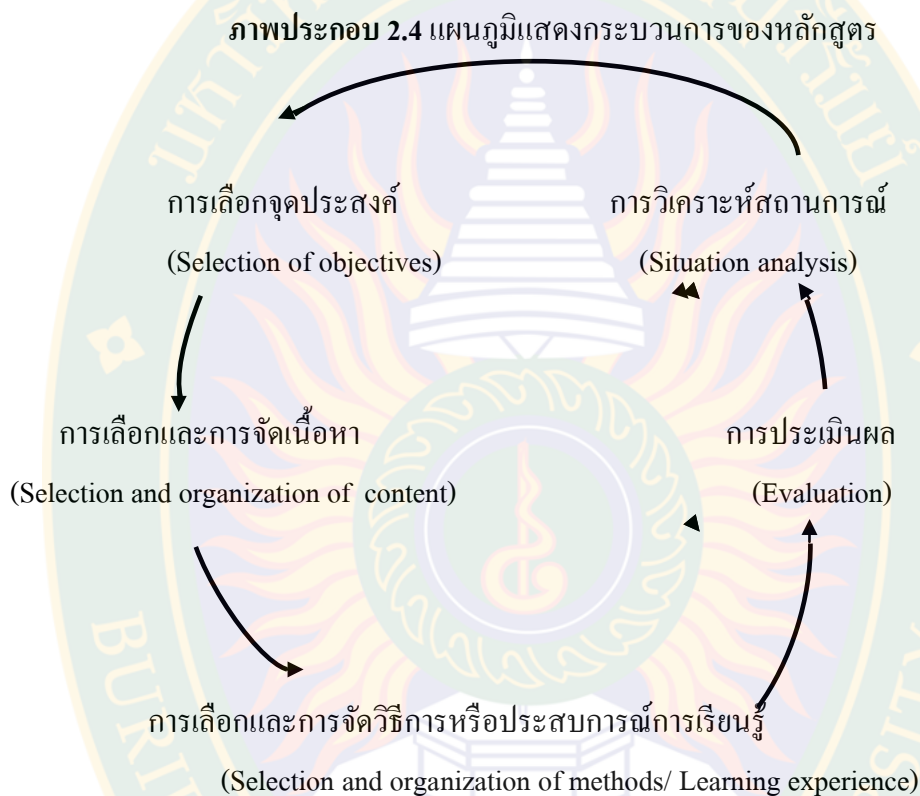 ภาพประกอบ 2.4 แผนภูมิแสดงกระบวนการของหลักสูตร
การเลือกจุดประสงค์
(Selection of objectives)
การวิเคราะห์สถานการณ์
(Situation analysis)
การเลือกและการจัดเนื้อหา
(Selection and organization of content)
การประเมินผล
(Evaluation)
การเลือกและการจัดวิธีการหรือประสบการณ์การเรียนรู้
(Selection and organization of methods/ Learning experience)